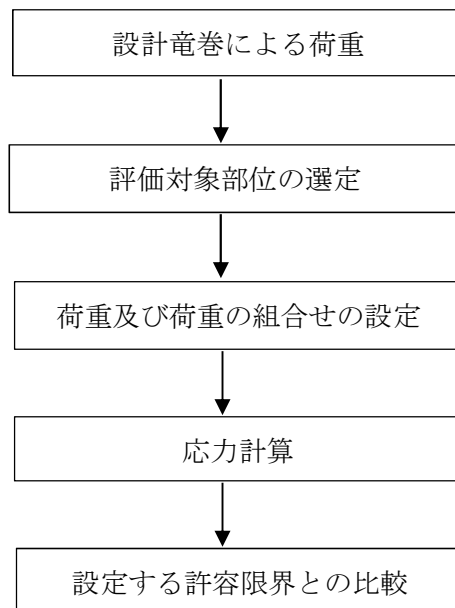 設計竜巻による荷重
評価対象部位の選定
荷重及び荷重の組合せの設定
応力計算
設定する許容限界との比較